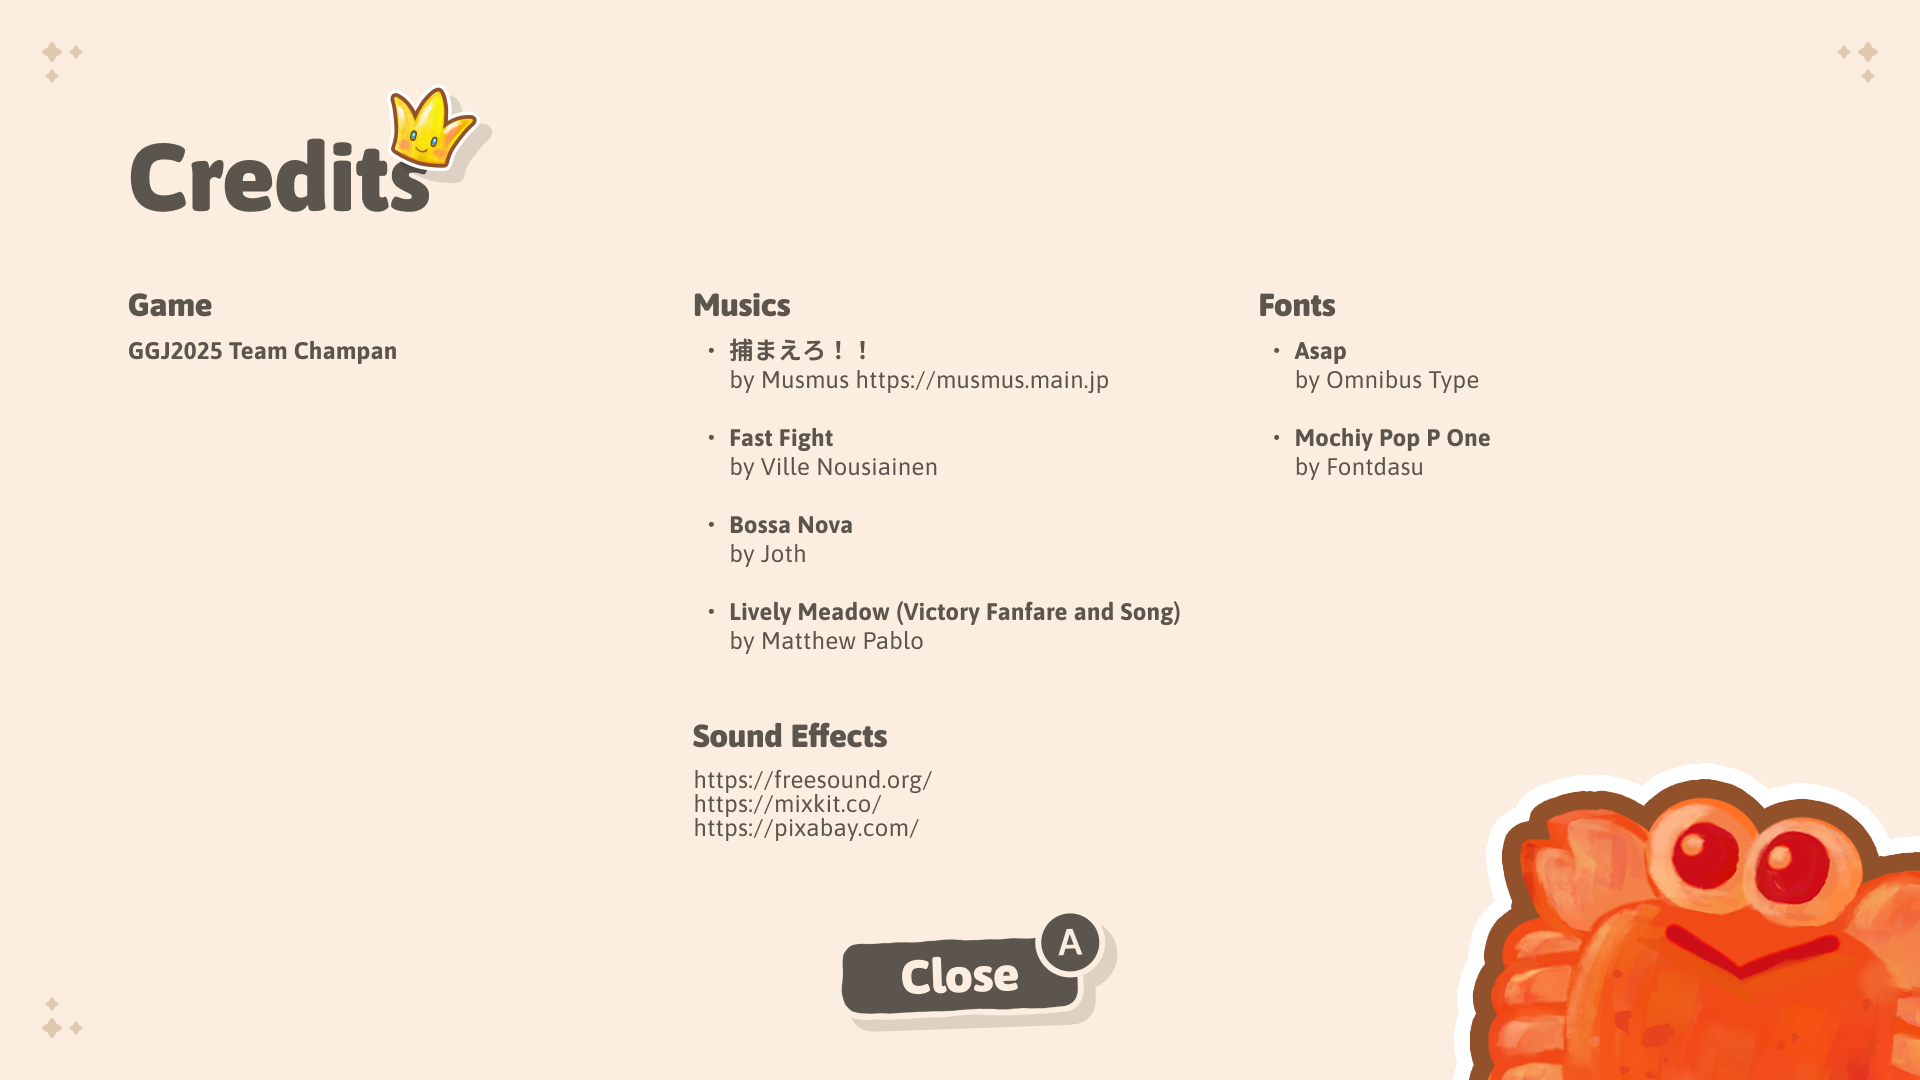 Credits
Game
GGJ2025 Team Champan
Musics
・捕まえろ！！
by Musmus https://musmus.main.jp
・Fast Fight
by Ville Nousiainen
・Bossa Nova
by Joth
・Lively Meadow (Victory Fanfare and Song)
by Matthew Pablo
Sound Effects
https://freesound.org/
https://mixkit.co/
https://pixabay.com/
Fonts
・Asap
by Omnibus Type
・Mochiy Pop P One
by Fontdasu
Close
A